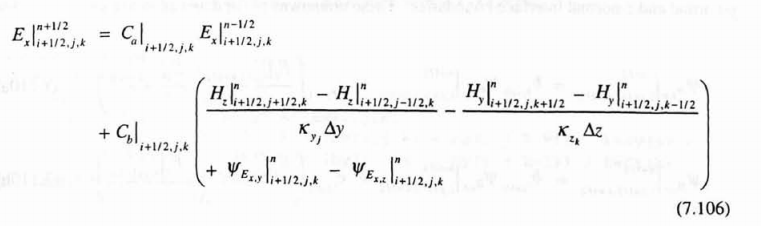 E_x|^{n+1/2}_{i+1/2,j,k} = C_a|_{i+1/2,j,k} E_x|^{n-1/2}_{i+1/2,j,k}
+ C_b|_{i+1/2,j,k} ( \frac{H_z|^n_{i+1/2,j+1/2,k} - H_z|^n_{i+1/2,j-1/2,k}}{κ_{y_j} Δy} - \frac{H_y|^n_{i+1/2,j,k+1/2} - H_y|^n_{i+1/2,j,k-1/2}}{κ_{z_k} Δz}
+ ψ_{E_{x,y}}|^n_{i+1/2,j,k} - ψ_{E_{x,z}}|^n_{i+1/2,j,k} )
(7.106)